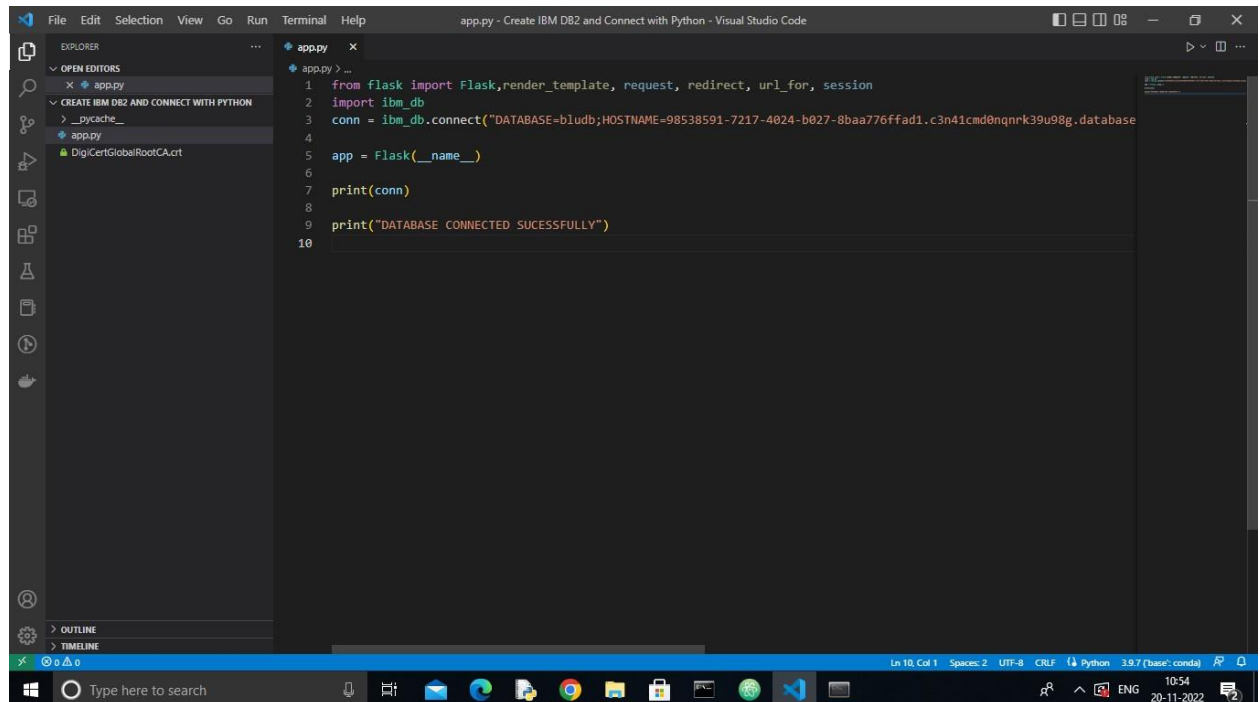 File Edit Selection View Go Run Terminal Help app.py - Create IBM DB2 and Connect with Python - Visual Studio Code
EXPLORER
OPEN EDITORS
app.py
CREATE IBM DB2 AND CONNECT WITH PYTHON
__pycache__
app.py
DigiCertGlobalRootCA.crt
OUTLINE
TIMELINE
app.py
app.py > ...
1 from flask import Flask,render_template, request, redirect, url_for, session
2 import ibm_db
3 conn = ibm_db.connect("DATABASE=bludb;HOSTNAME=98538591-7217-4024-b027-8baa776ffad1.c3n41cmd0nqnrk39u98g.database
4
5 app = Flask(__name__)
6
7 print(conn)
8
9 print("DATABASE CONNECTED SUCESSFULLY")
10
0 0 Ln 10, Col 1 Spaces: 2 UTF-8 CRLF Python 3.9.7 ('base': conda)
Type here to search
ENG
10:54
20-11-2022
2